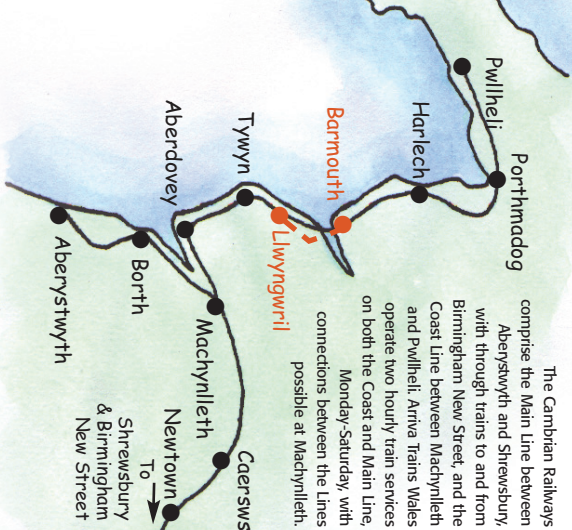 Pwllheli
Porthmadog
Harlech
Barmouth
Llwyngwril
Tywyn
Aberdovey
Machynlleth
Borth
Aberystwyth
Caersws
Newtown
To
Shrewsbury
& Birmingham
New Street
The Cambrian Railways
comprise the Main Line between
Aberystwyth and Shrewsbury,
with through trains to and from
Birmingham New Street, and the
Coast Line between Machynlleth
and Pwllheli. Arriva Trains Wales
operate two hourly train services
on both the Coast and Main Line,
Monday-Saturday, with
connections between the Lines
possible at Machynlleth.